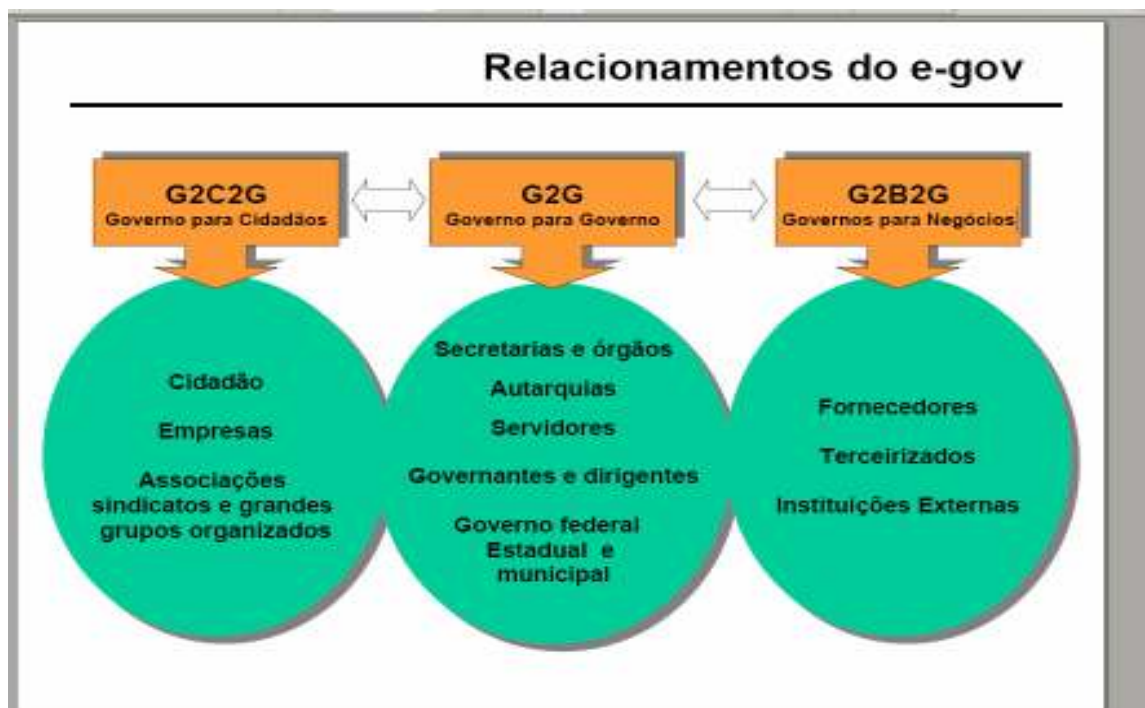 Relacionamentos do e-gov
G2C2G
Governo para Cidadãos
G2G
Governo para Governo
G2B2G
Governos para Negócios
Cidadão
Empresas
Associações
sindicatos e grandes
grupos organizados
Secretarias e órgãos
Autarquias
Servidores
Governantes e dirigentes
Governo federal
Estadual e
municipal
Fornecedores
Terceirizados
Instituições Externas